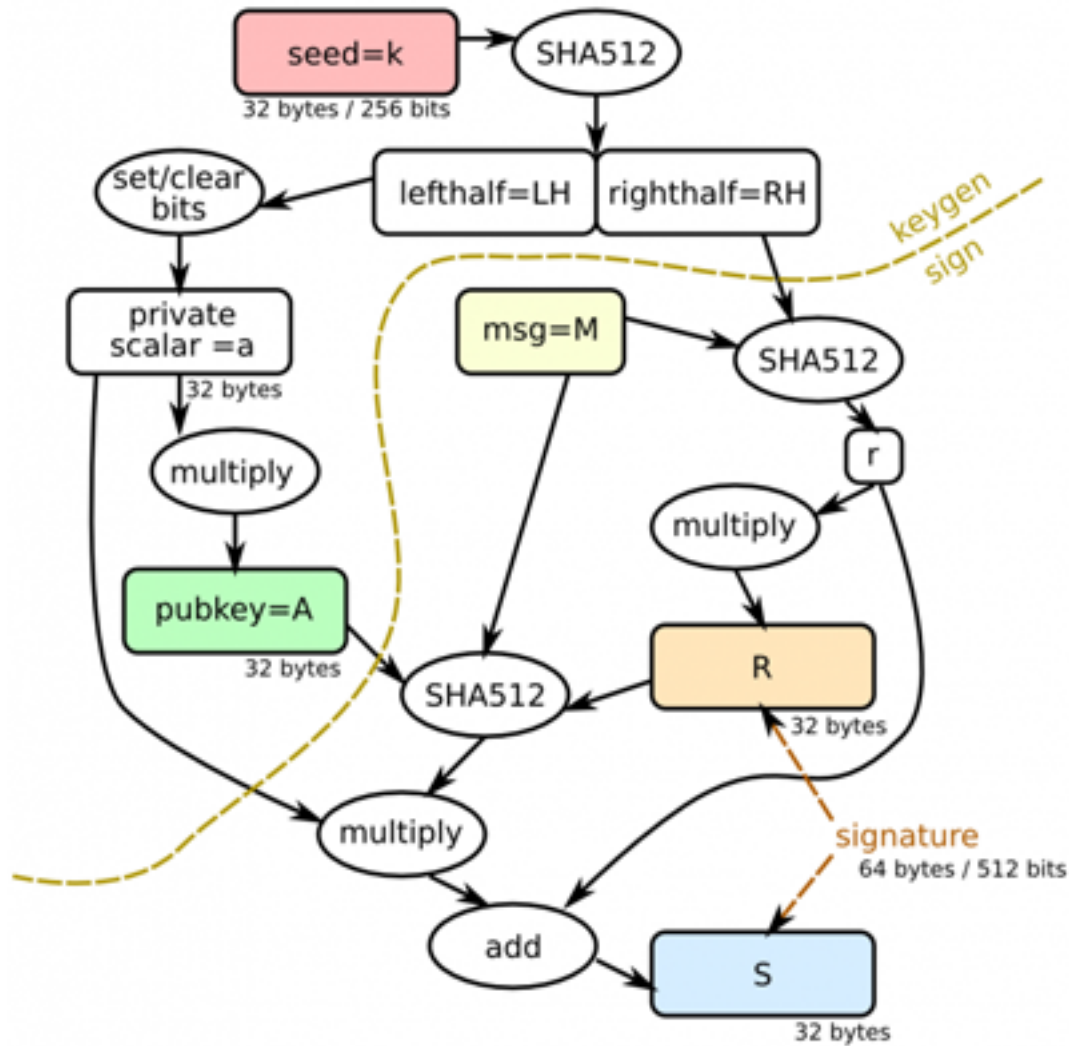 seed=k
SHA512
32 bytes / 256 bits
set/clear
bits
lefthalf=LH
righthalf=RH
keygen
sign
private
scalar =a
msg=M
SHA512
32 bytes
r
multiply
multiply
pubkey=A
R
32 bytes
SHA512
32 bytes
multiply
signature
64 bytes / 512 bits
add
S
32 bytes